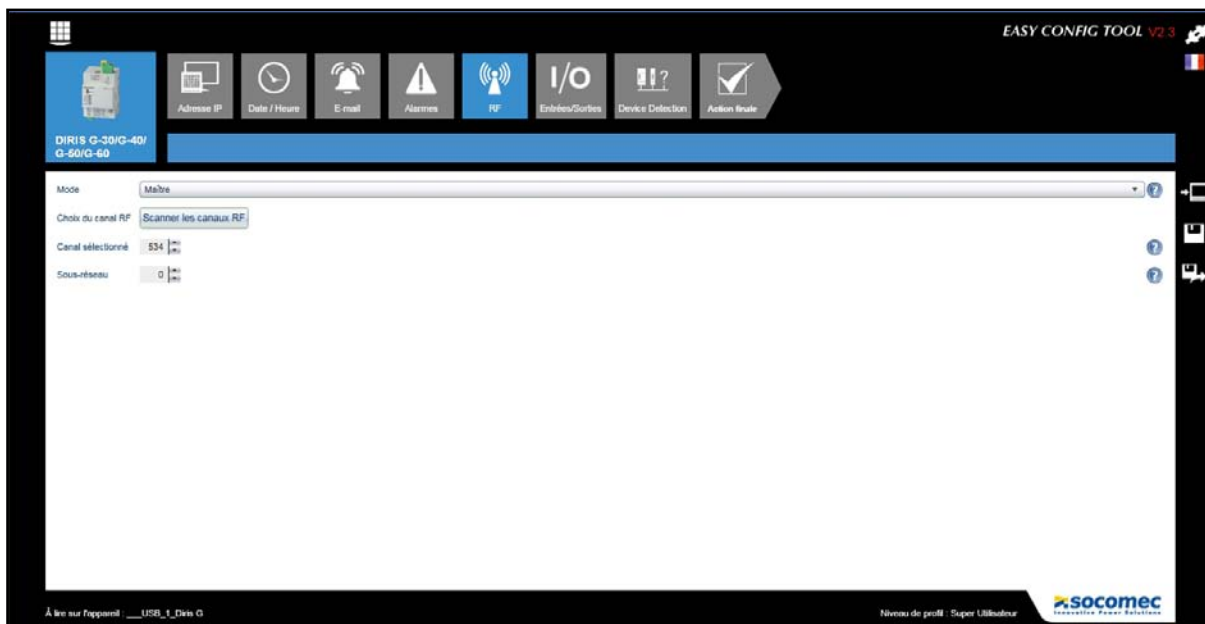 EASY CONFIG TOOL V2.3
Adresse IP
Date / Heure
E-mail
Alarmes
RF
I/O
Entrées/Sorties
Device Detection
Action finale
DIRIS G-30/G-40/
G-50/G-60
Mode
Maître
Choix du canal RF
Scanner les canaux RF
Canal sélectionné
534
Sous-réseau
0
À lire sur l'appareil : ___USB_1_Diris G
Niveau de profil : Super Utilisateur
socomec
Innovative Power Solutions